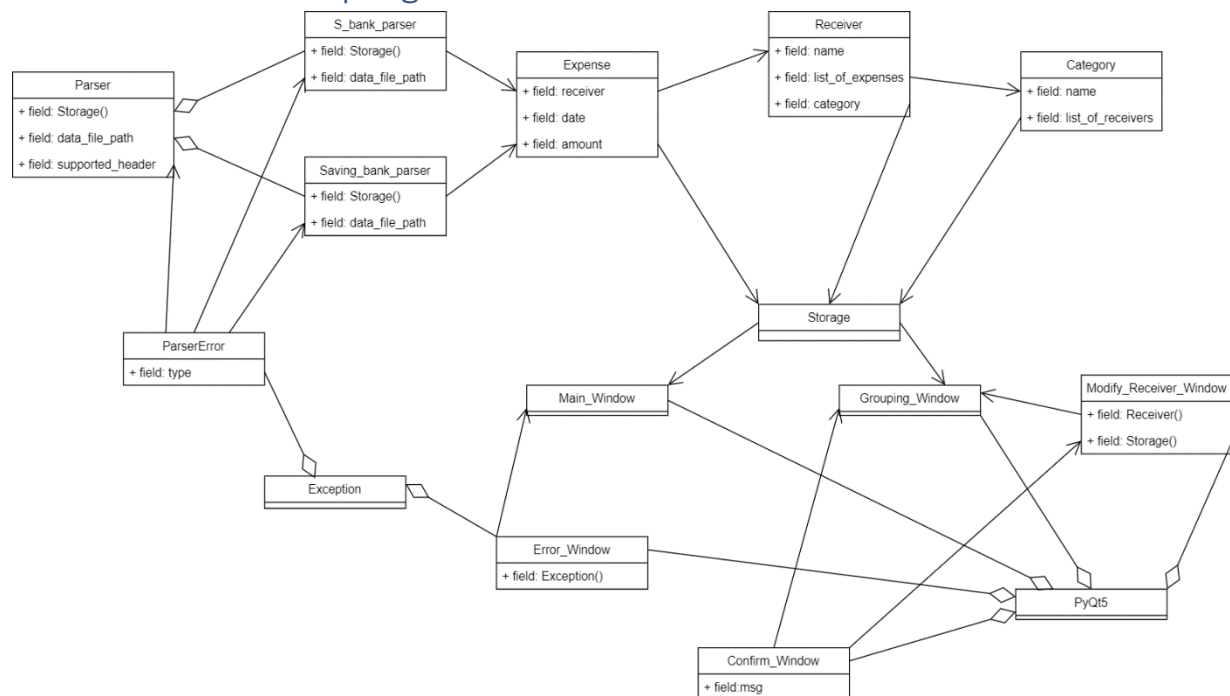 S_bank_parser
+ field: Storage()
+ field: data_file_path
Receiver
+ field: name
+ field: list_of_expenses
+ field: category
Parser
+ field: Storage()
+ field: data_file_path
+ field: supported_header
Expense
+ field: receiver
+ field: date
+ field: amount
Category
+ field: name
+ field: list_of_receivers
Saving_bank_parser
+ field: Storage()
+ field: data_file_path
Storage
ParserError
+ field: type
Main_Window
Grouping_Window
Modify_Receiver_Window
+ field: Receiver()
+ field: Storage()
Exception
Error_Window
+ field: Exception()
PyQt5
Confirm_Window
+ field:msg